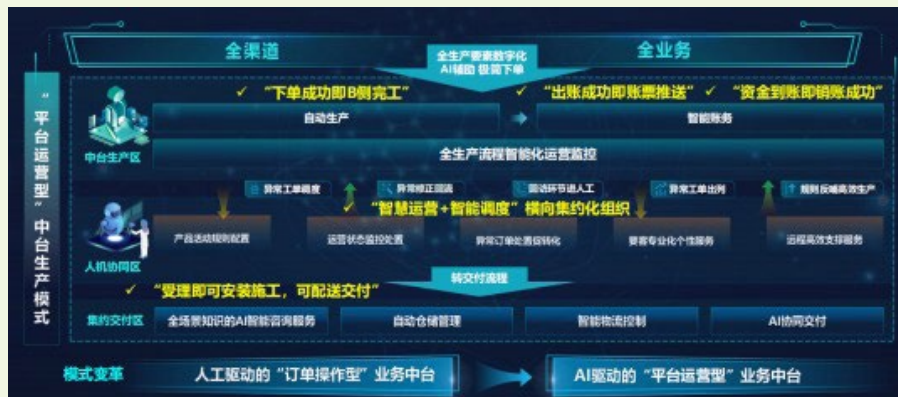 全渠道
全业务
全生产要素数字化
AI辅助 极简下单
“平台运营型”中台生产模式
✓ “下单成功即B侧完工”
✓ “出账成功即账票推送” ✓ “资金到账即销账成功”
自动生产
智能账务
中台生产区
全生产流程智能化运营监控
异常工单调度
异常修正回流
回访环节进人工
异常工单出列
规则反哺高效生产
✓ “智慧运营+智能调度”横向集约化组织
产品活动规则配置
运营状态监控处置
异常订单处置促转化
要客专业化个性服务
远程高效支撑服务
人机协同区
转交付流程
✓ “受理即可安装施工，可配送交付”
集约交付区
全场景知识的AI智能咨询服务
自动仓储管理
智能物流控制
AI协同交付
模式变革
人工驱动的“订单操作型”业务中台
AI驱动的“平台运营型”业务中台